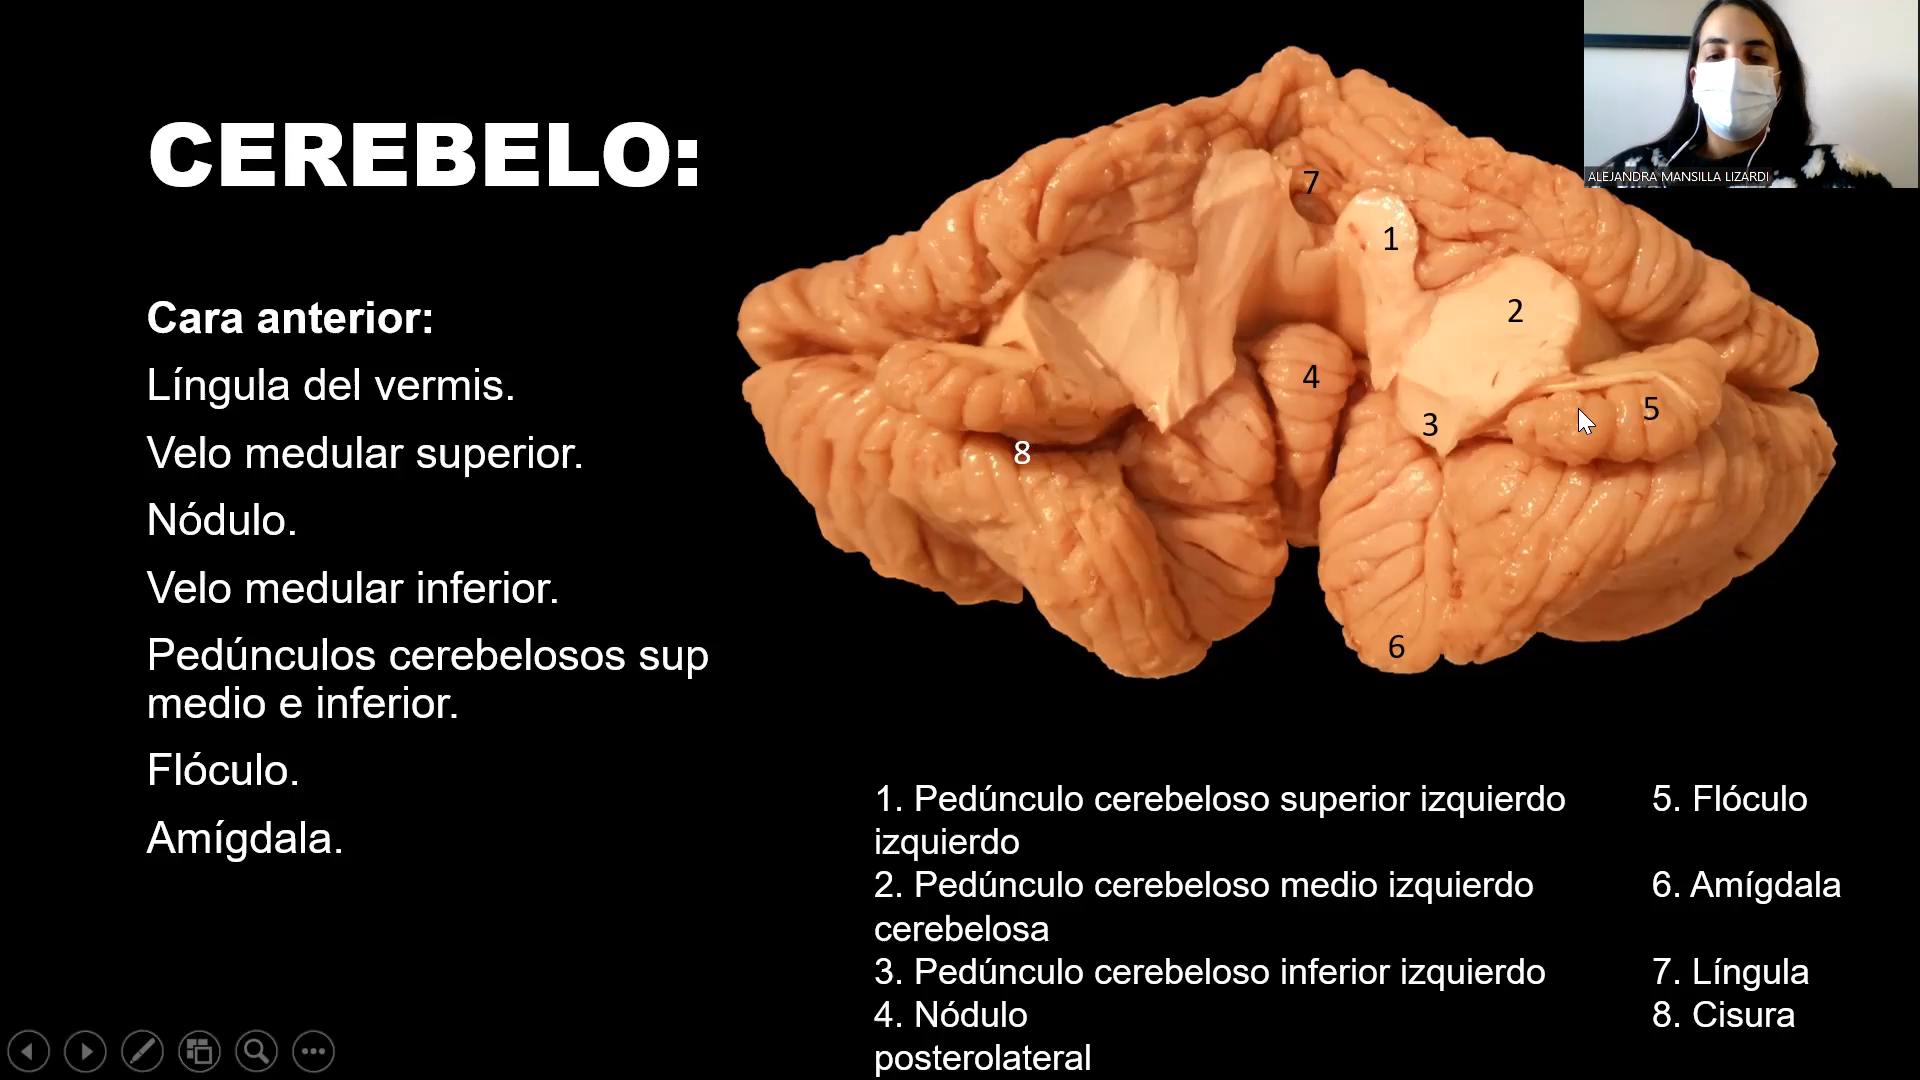 CEREBELO:
Cara anterior:
Língula del vermis.
Velo medular superior.
Nódulo.
Velo medular inferior.
Pedúnculos cerebelosos sup
medio e inferior.
Flóculo.
Amígdala.
7
1
2
4
5
3
8
6
ALEJANDRA MANSILLA LIZARDI
1. Pedúnculo cerebeloso superior izquierdo 5. Flóculo
izquierdo
2. Pedúnculo cerebeloso medio izquierdo 6. Amígdala
cerebelosa
3. Pedúnculo cerebeloso inferior izquierdo 7. Língula
4. Nódulo 8. Cisura
posterolateral